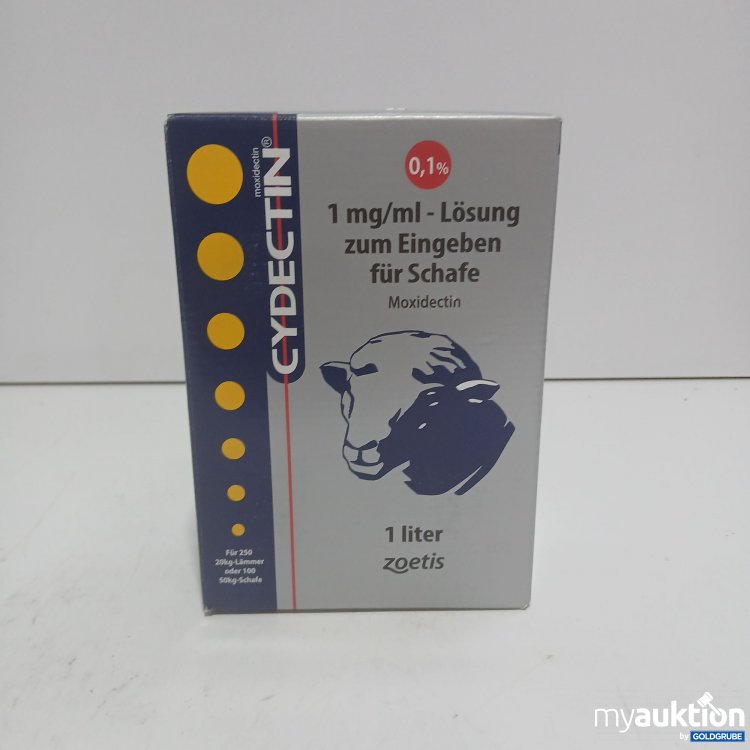 moxidectin
CYDECTIN®
0,1%
1 mg/ml - Lösung
zum Eingeben
für Schafe
Moxidectin
1 liter
zoetis
Für 250
20kg-Lämmer
oder 100
50kg-Schafe
myauktion
by GOLDGRUBE